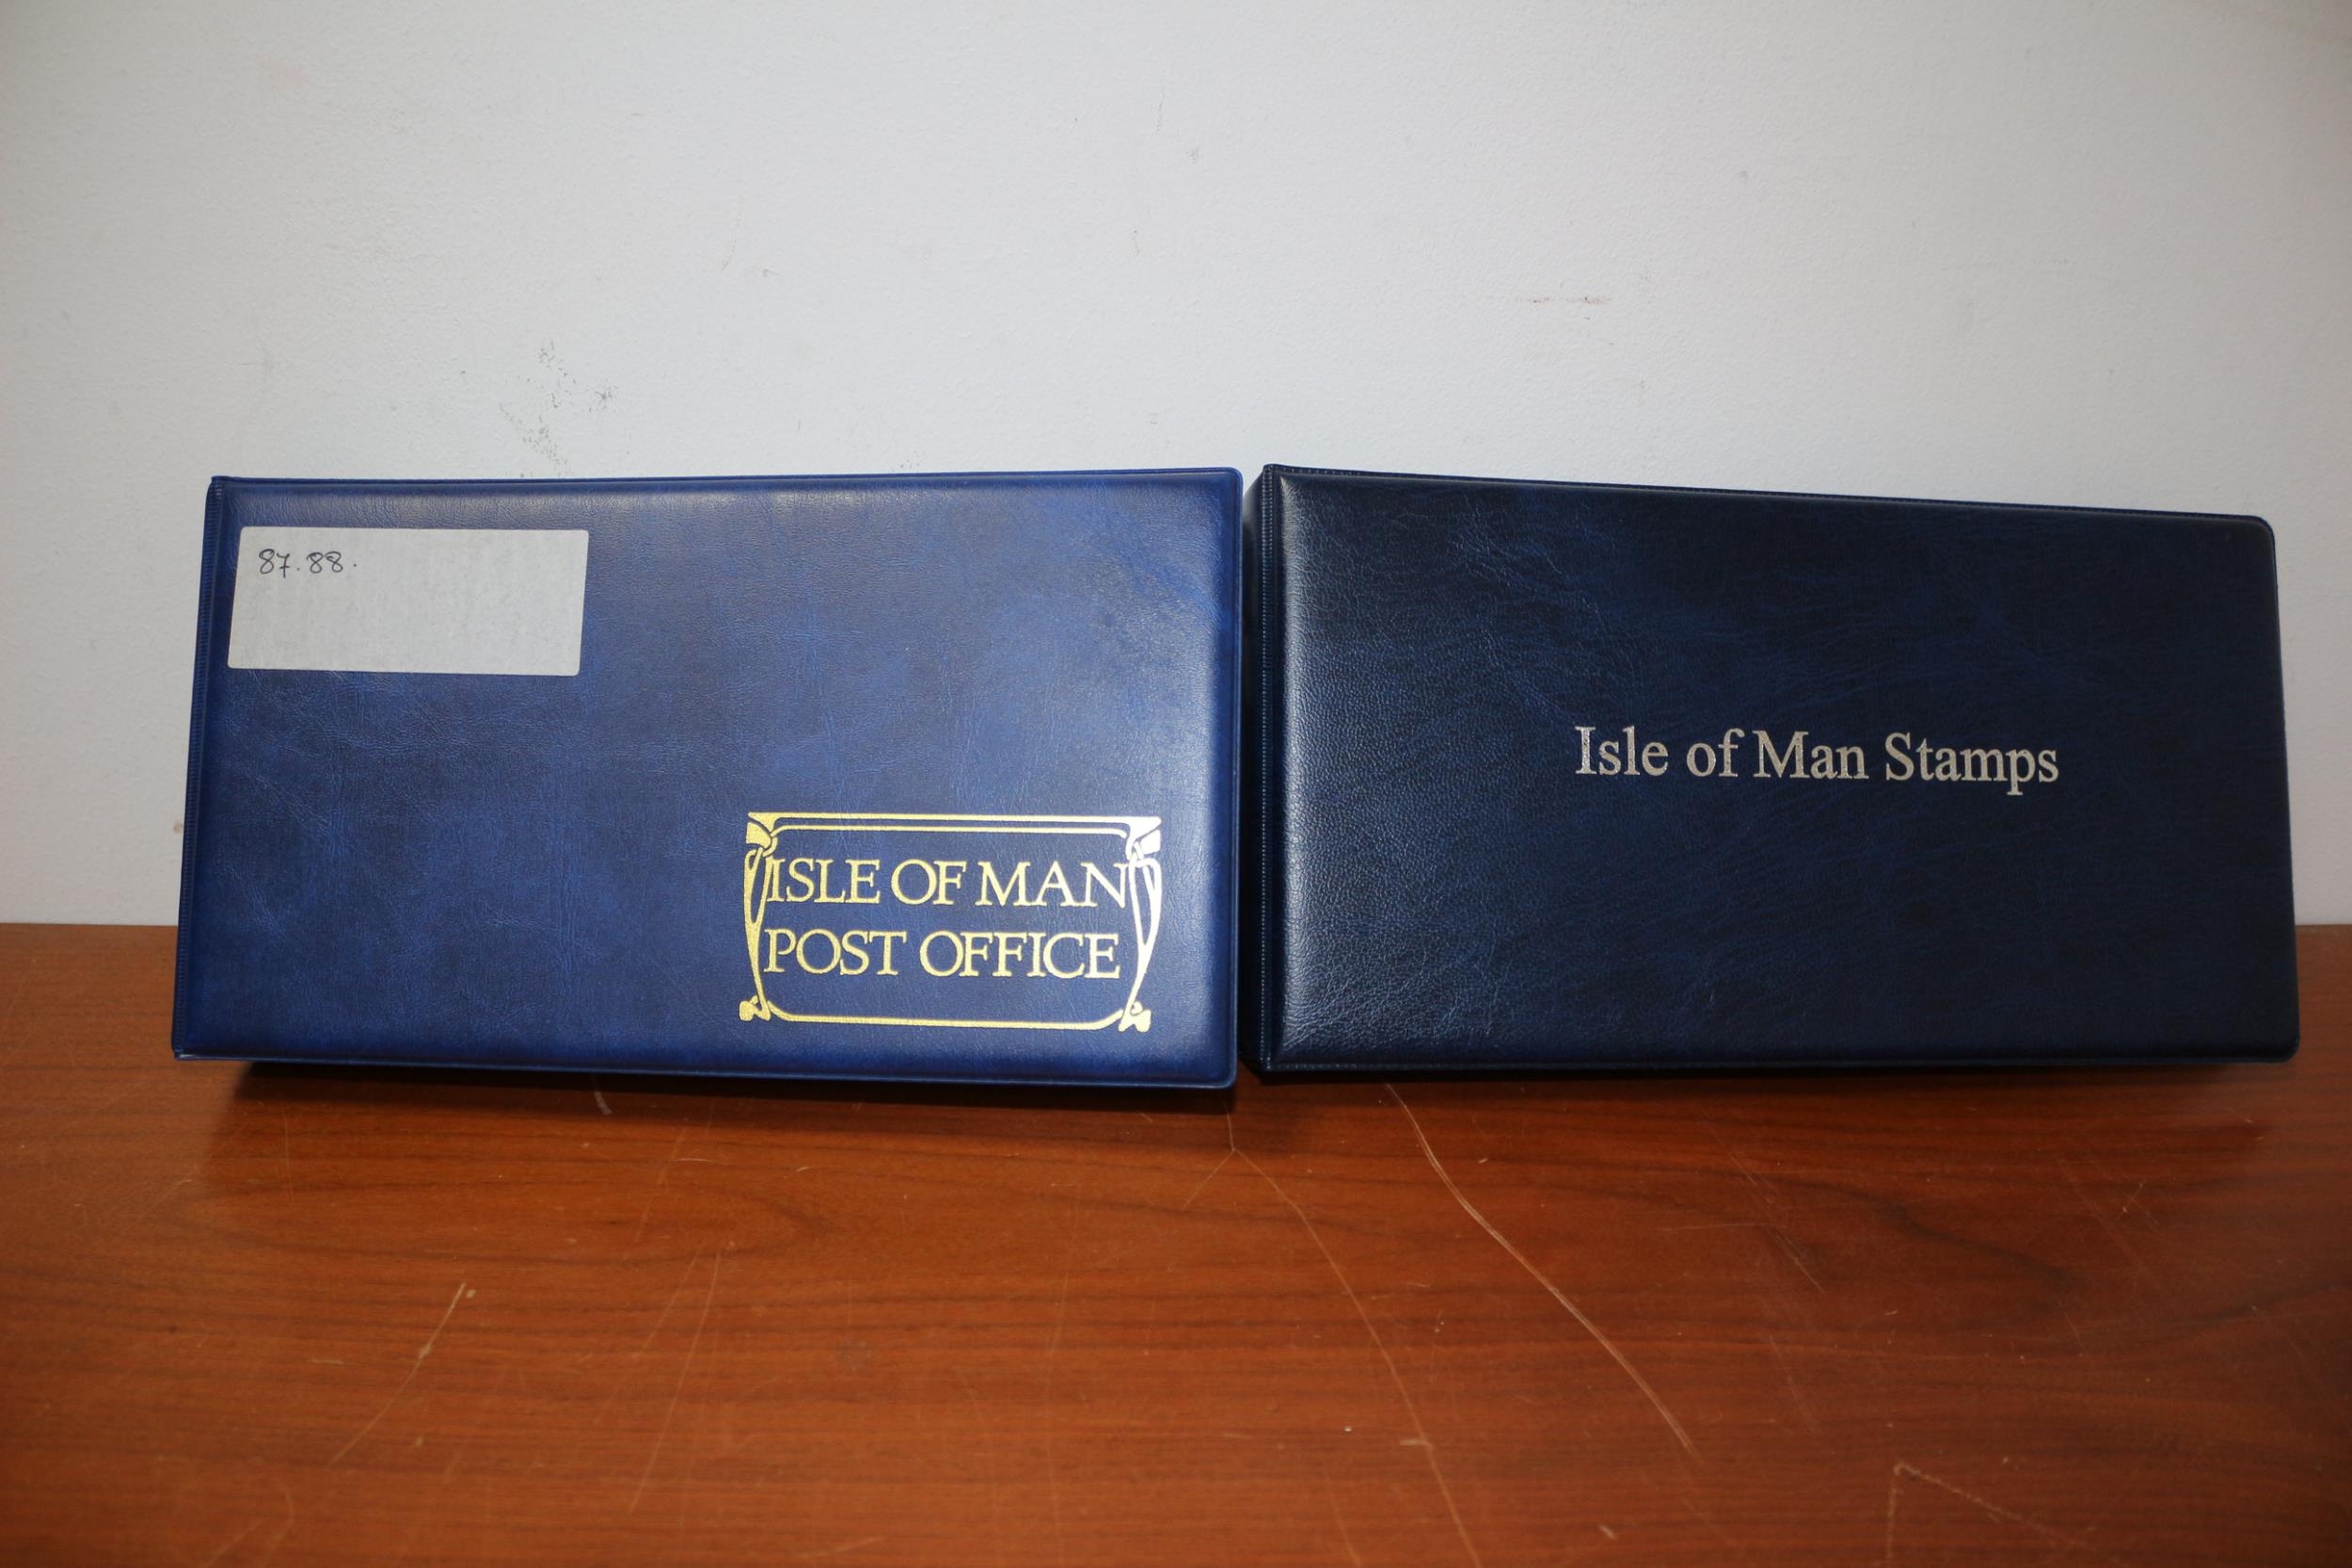 87.88.
ISLE OF MAN
POST OFFICE
Isle of Man Stamps